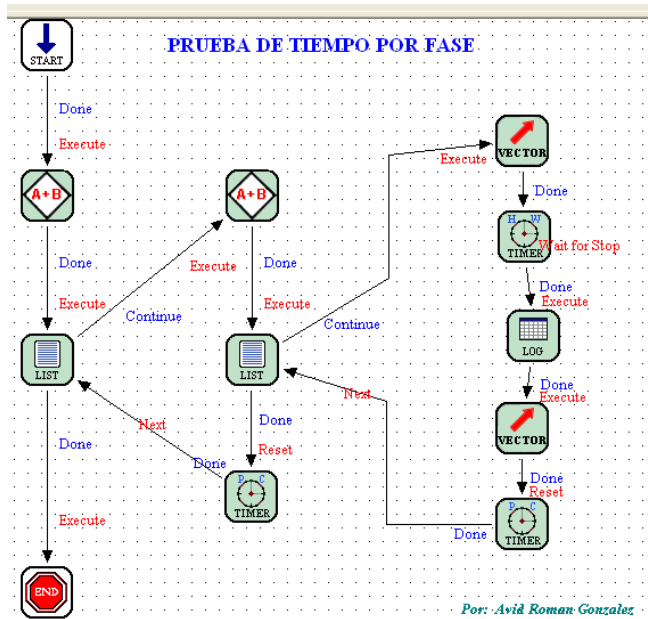 PRUEBA DE TIEMPO POR FASE
START
Done
Execute
A+B
Done
Execute
LIST
Done
Execute
END
Continue
Execute
A+B
Done
Execute
LIST
Done
Reset
P C
TIMER
Done
Next
Continue
Execute
VECTOR
Done
H W
Wait for Stop
TIMER
Done
Execute
LOG
Done
Execute
VECTOR
Done
Reset
P C
TIMER
Done
Next
Por: Avid Roman Gonzalez